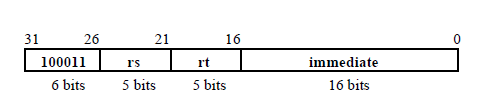 31 26 21 16 0
100011 rs rt immediate
6 bits 5 bits 5 bits 16 bits